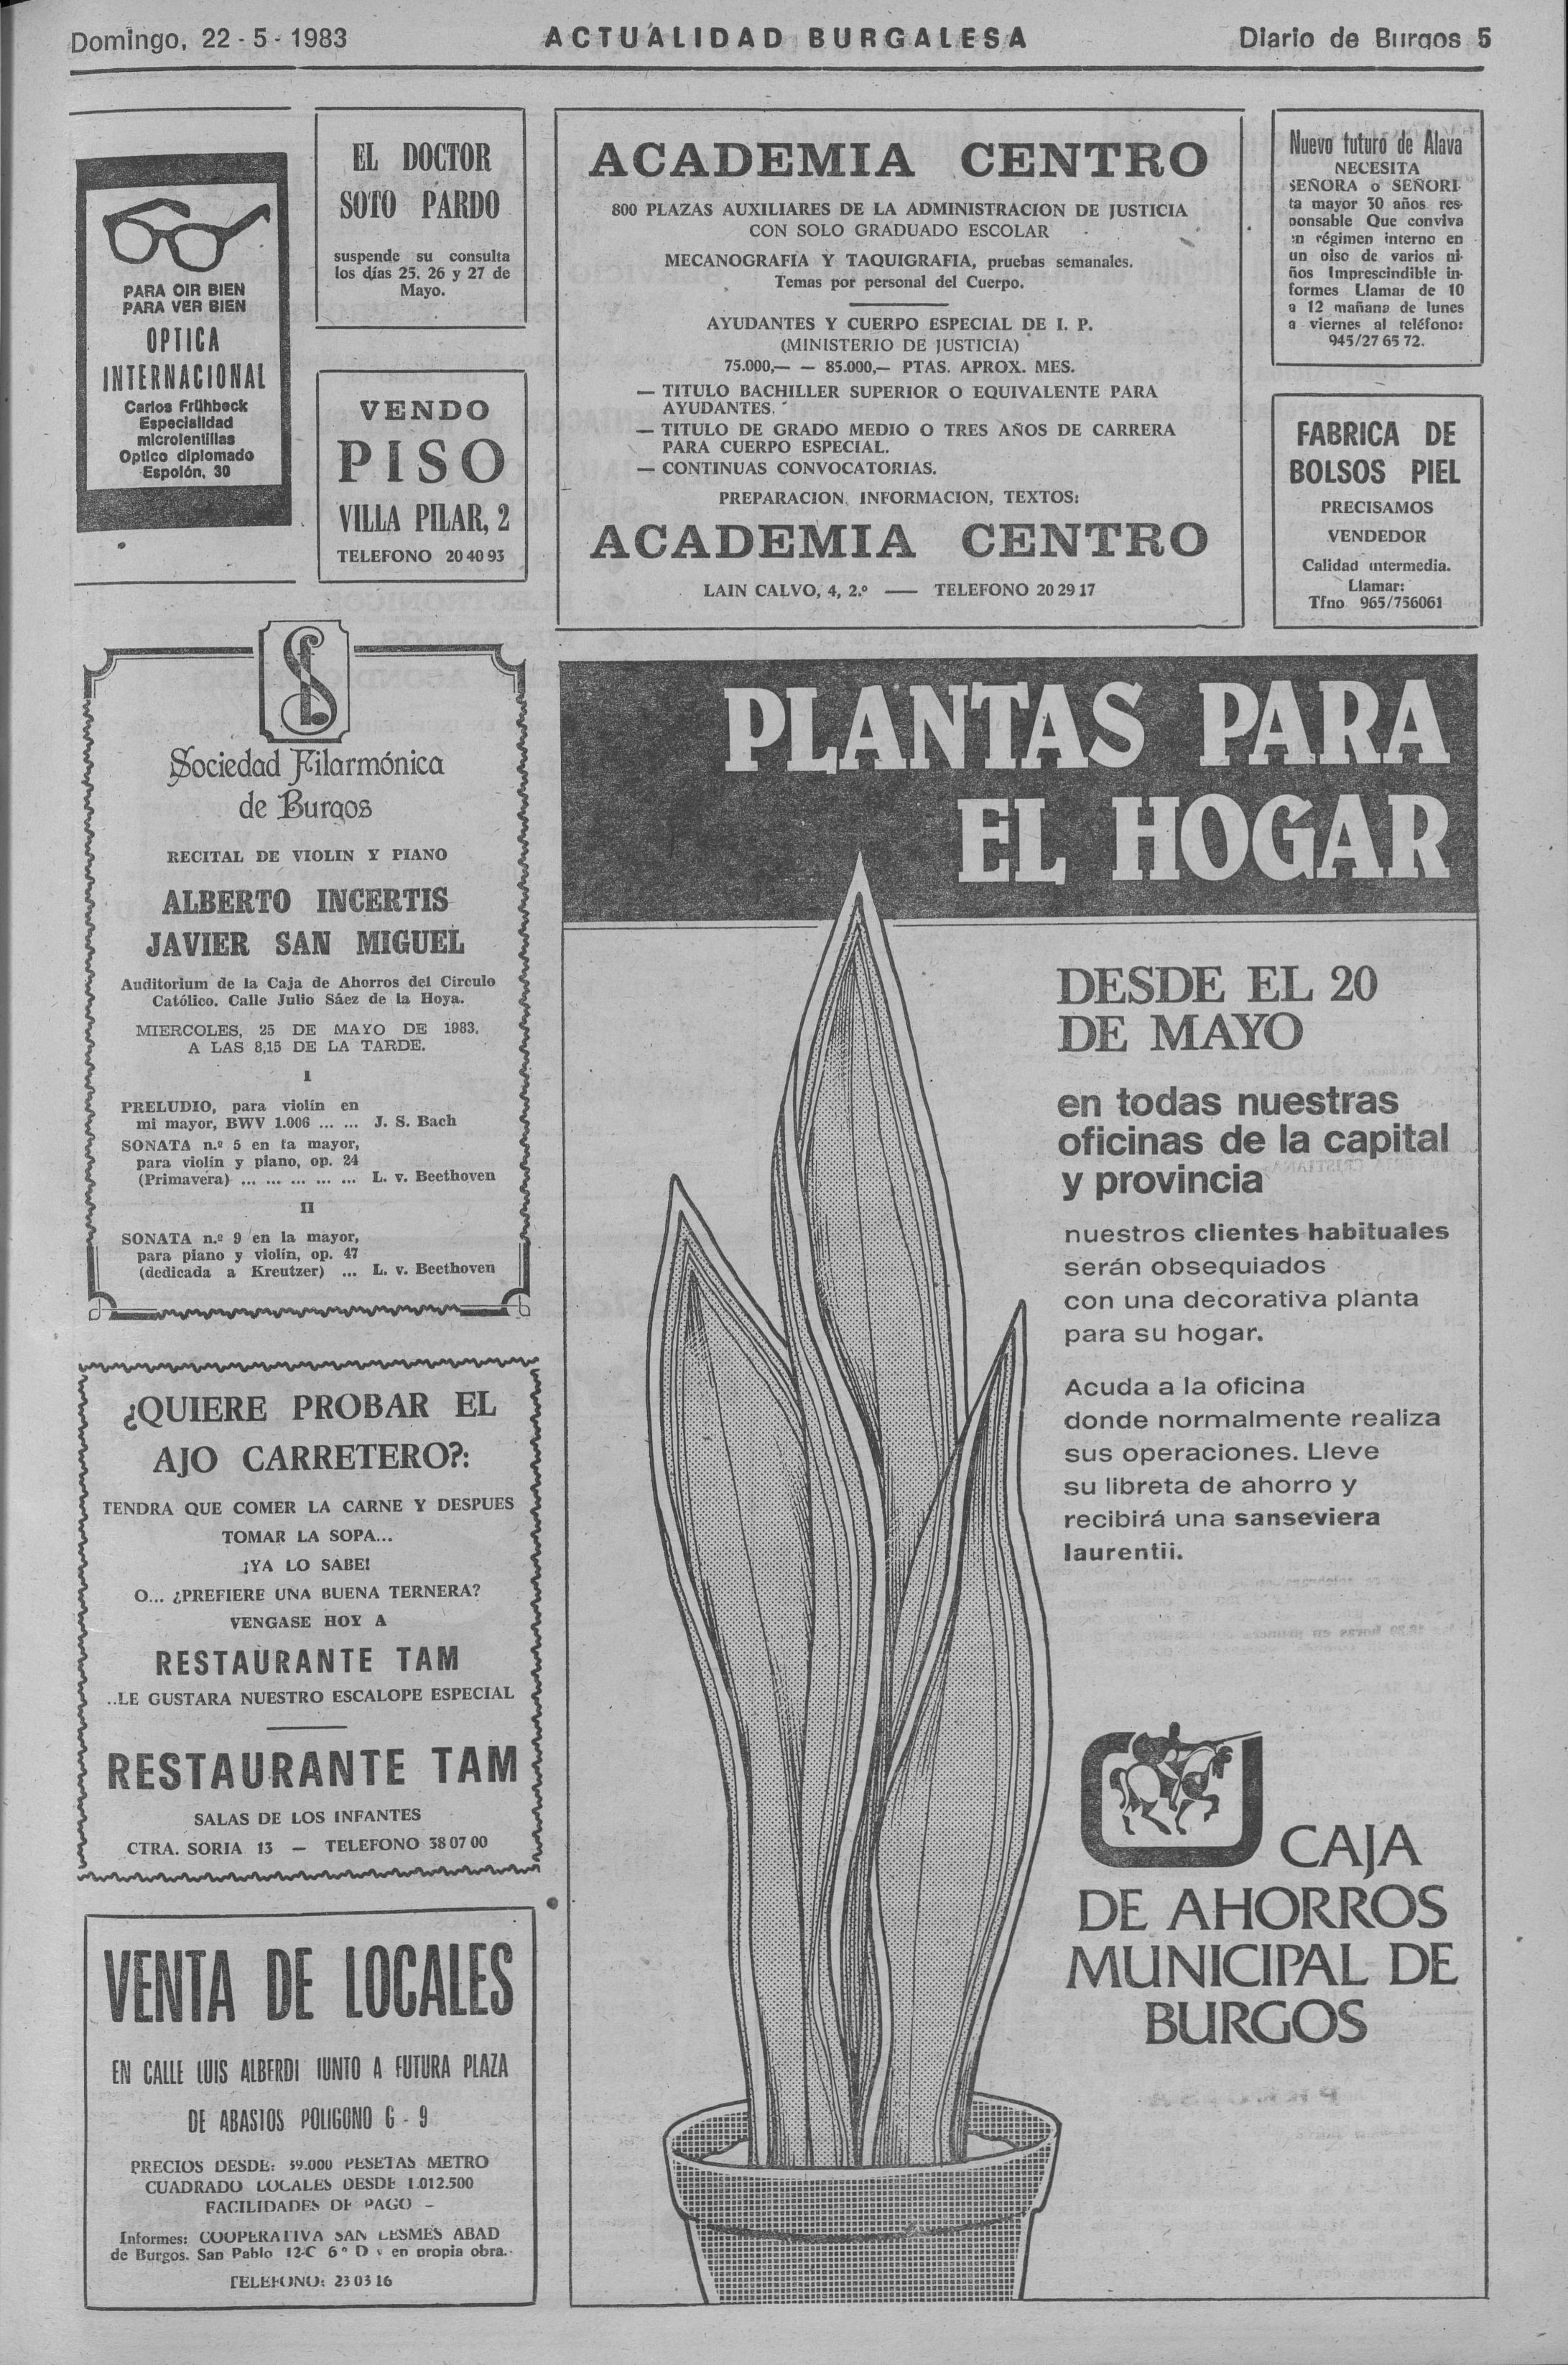 Domingo, 22 - 5 - 1983
ACTUALIDAD BURGALESA
Diario de Burgos 5
PARA OIR BIEN
PARA VER BIEN
OPTICA
INTERNACIONAL
Carlos Frühbeck
Especialidad
microlentillas
Optico diplomado
Espolón, 30
EL DOCTOR
SOTO PARDO
suspende su consulta
los días 25, 26 y 27 de
Mayo.
VENDO
PISO
VILLA PILAR, 2
TELEFONO 20 40 93
ACADEMIA CENTRO
800 PLAZAS AUXILIARES DE LA ADMINISTRACION DE JUSTICIA
CON SOLO GRADUADO ESCOLAR
MECANOGRAFIA Y TAQUIGRAFIA, pruebas semanales.
Temas por personal del Cuerpo.
AYUDANTES Y CUERPO ESPECIAL DE I. P.
(MINISTERIO DE JUSTICIA)
75.000,— — 85.000,— PTAS. APROX. MES.
— TITULO BACHILLER SUPERIOR O EQUIVALENTE PARA
AYUDANTES.
— TITULO DE GRADO MEDIO O TRES AÑOS DE CARRERA
PARA CUERPO ESPECIAL.
— CONTINUAS CONVOCATORIAS.
PREPARACION, INFORMACION, TEXTOS:
ACADEMIA CENTRO
LAIN CALVO, 4, 2.º — TELEFONO 20 29 17
Nuevo futuro de Alava
NECESITA
SEÑORA o SEÑORI-
ta mayor 30 años res-
ponsable Que conviva
en régimen interno en
un piso de varios ni-
ños Imprescindible in-
formes Llamar de 10
a 12 mañana de lunes
a viernes al teléfono:
945/27 65 72.
FABRICA DE
BOLSOS PIEL
PRECISAMOS
VENDEDOR
Calidad intermedia.
Llamar:
Tfno 965/756061
Sociedad Filarmónica
de Burgos
RECITAL DE VIOLIN Y PIANO
ALBERTO INCERTIS
JAVIER SAN MIGUEL
Auditorium de la Caja de Ahorros del Círculo
Católico. Calle Julio Sáez de la Hoya.
MIERCOLES, 25 DE MAYO DE 1983,
A LAS 8,15 DE LA TARDE.
I
PRELUDIO, para violín en
mi mayor, BWV 1.006 ... ... J. S. Bach
SONATA n.º 5 en fa mayor,
para violín y piano, op. 24
(Primavera) ... ... ... ... ... L. v. Beethoven
II
SONATA n.º 9 en la mayor,
para piano y violín, op. 47
(dedicada a Kreutzer) ... L. v. Beethoven
¿QUIERE PROBAR EL
AJO CARRETERO?:
TENDRA QUE COMER LA CARNE Y DESPUES
TOMAR LA SOPA...
¡YA LO SABE!
O... ¿PREFIERE UNA BUENA TERNERA?
VENGASE HOY A
RESTAURANTE TAM
..LE GUSTARA NUESTRO ESCALOPE ESPECIAL
RESTAURANTE TAM
SALAS DE LOS INFANTES
CTRA. SORIA 13 — TELEFONO 38 07 00
VENTA DE LOCALES
EN CALLE LUIS ALBERDI JUNTO A FUTURA PLAZA
DE ABASTOS POLIGONO G - 9
PRECIOS DESDE: 39.000 PESETAS METRO
CUADRADO LOCALES DESDE 1.012.500
FACILIDADES DE PAGO –
Informes: COOPERATIVA SAN LESMES ABAD
de Burgos. San Pablo 12-C 6º D y en propia obra.
TELEFONO: 23 03 16
PLANTAS PARA
EL HOGAR
DESDE EL 20
DE MAYO
en todas nuestras
oficinas de la capital
y provincia
nuestros clientes habituales
serán obsequiados
con una decorativa planta
para su hogar.
Acuda a la oficina
donde normalmente realiza
sus operaciones. Lleve
su libreta de ahorro y
recibirá una sanseviera
laurentii.
CAJA
DE AHORROS
MUNICIPAL DE
BURGOS